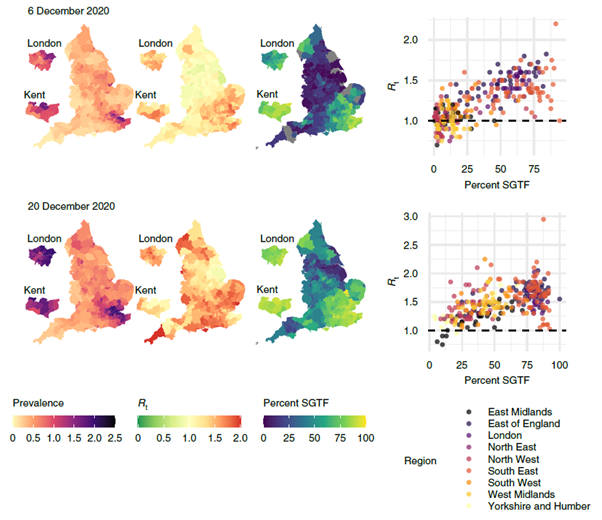 6 December 2020
London
London
London
Kent
Kent
Kent
Rt
2.0
1.5
1.0
0 25 50 75
Percent SGTF
20 December 2020
London
London
London
Kent
Kent
Kent
Rt
3.0
2.5
2.0
1.5
1.0
0 25 50 75 100
Percent SGTF
Prevalence
0 0.5 1.0 1.5 2.0 2.5
Rt
0 0.5 1.0 1.5 2.0
Percent SGTF
0 25 50 75 100
Region
East Midlands
East of England
London
North East
North West
South East
South West
West Midlands
Yorkshire and Humber